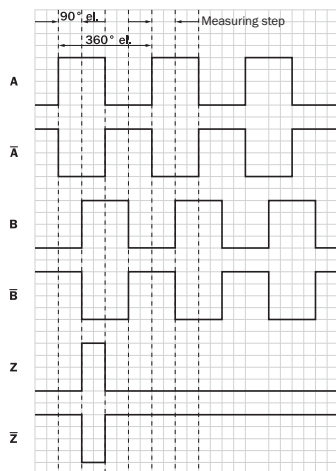 90° el.
Measuring step
360° el.
A
A̅
B
B̅
Z
Z̅